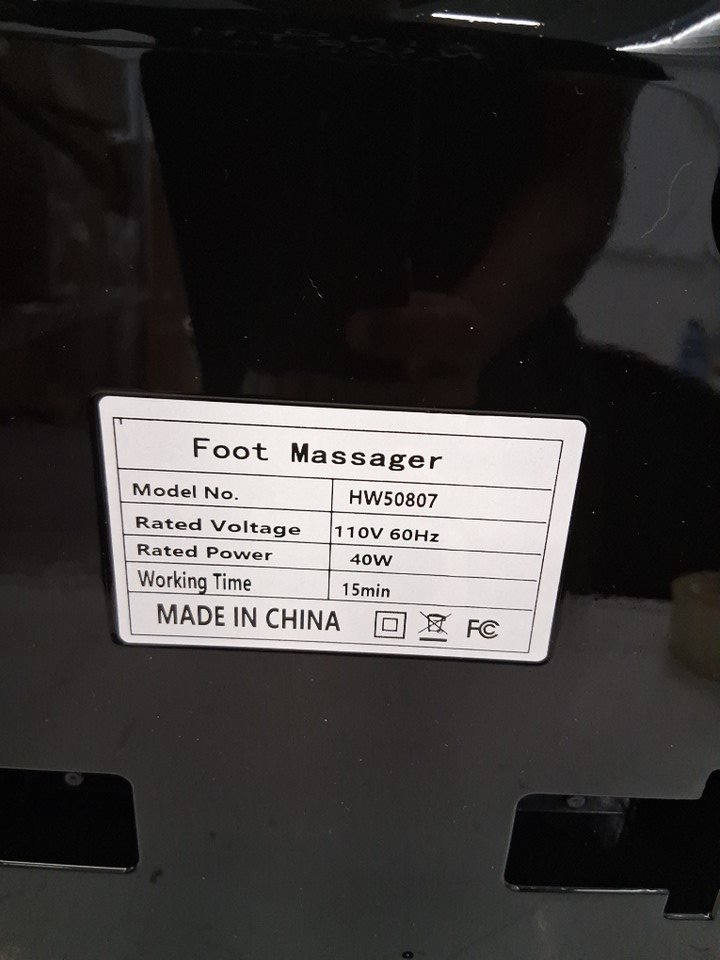 Foot Massager
Model No. HW50807
Rated Voltage 110V 60Hz
Rated Power 40W
Working Time 15min
MADE IN CHINA FC